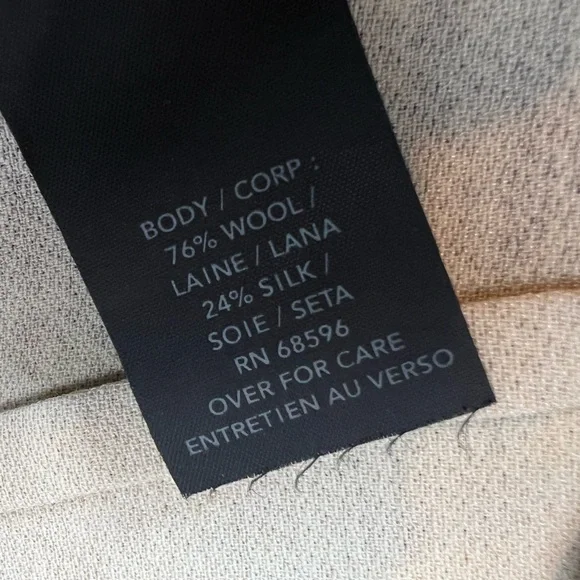 BODY / CORP :
76% WOOL /
LAINE / LANA
24% SILK /
SOIE / SETA
RN 68596
OVER FOR CARE
ENTRETIEN AU VERSO